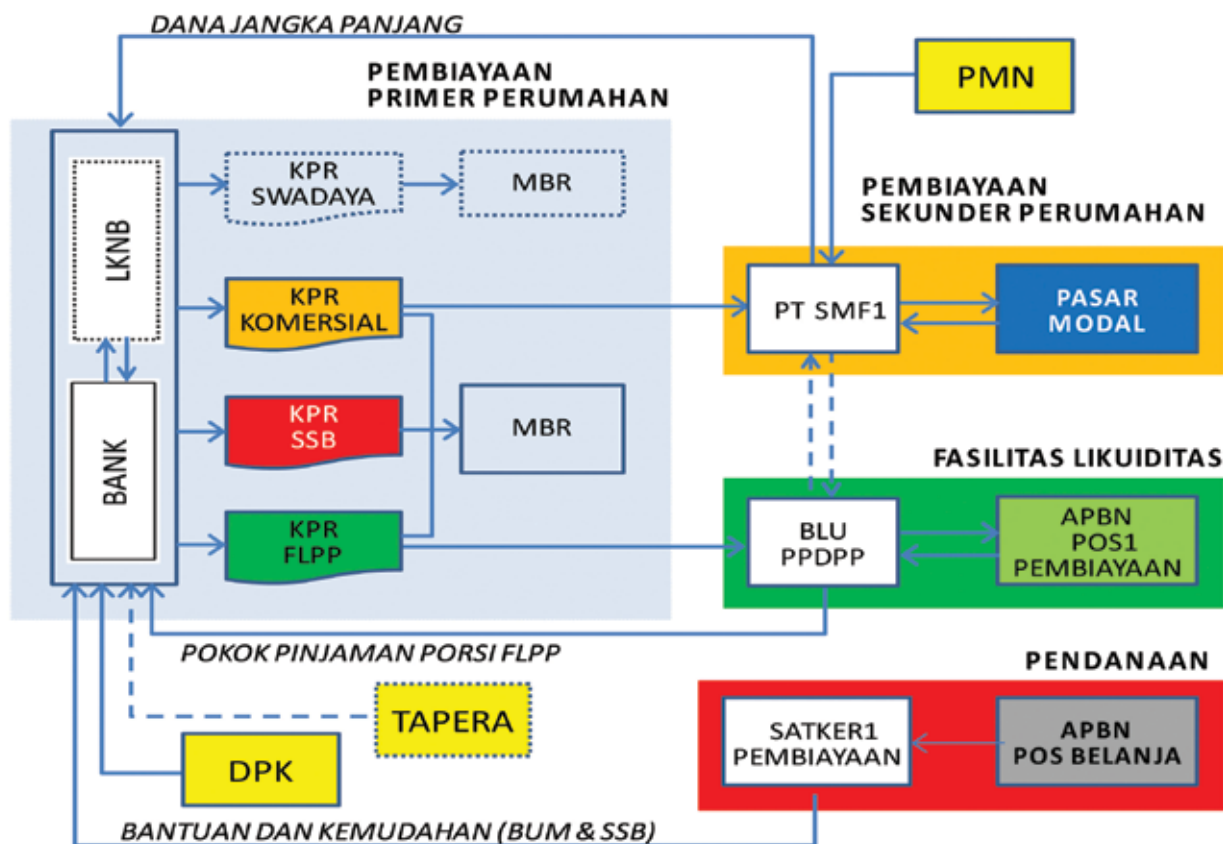 DANA JANGKA PANJANG
PEMBIAYAAN
PRIMER PERUMAHAN
PMN
LKNB
BANK
KPR
SWADAYA
MBR
KPR
KOMERSIAL
KPR
SSB
MBR
KPR
FLPP
PEMBIAYAAN
SEKUNDER PERUMAHAN
PT SMF1
PASAR
MODAL
FASILITAS LIKUIDITAS
BLU
PPDPP
APBN
POS1
PEMBIAYAAN
POKOK PINJAMAN PORSI FLPP
TAPERA
DPK
PENDANAAN
SATKER1
PEMBIAYAAN
APBN
POS BELANJA
BANTUAN DAN KEMUDAHAN (BUM & SSB)